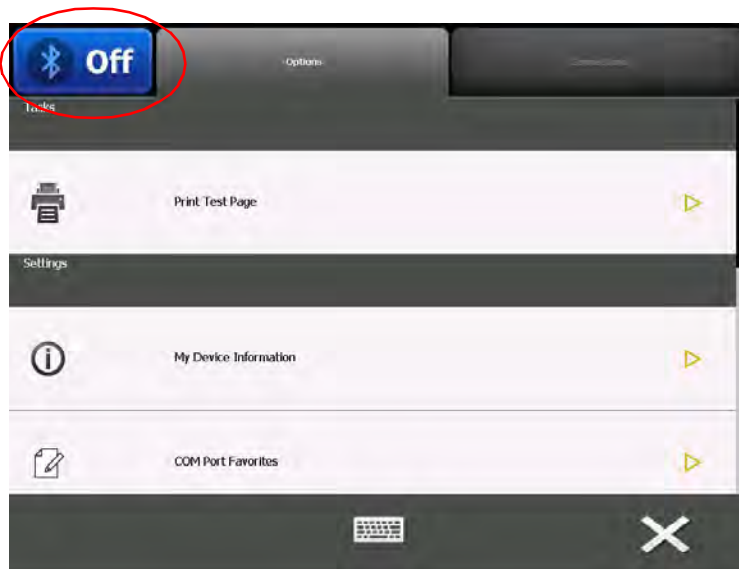 Off
Options
Tasks
Print Test Page
Settings
My Device Information
COM Port Favorites